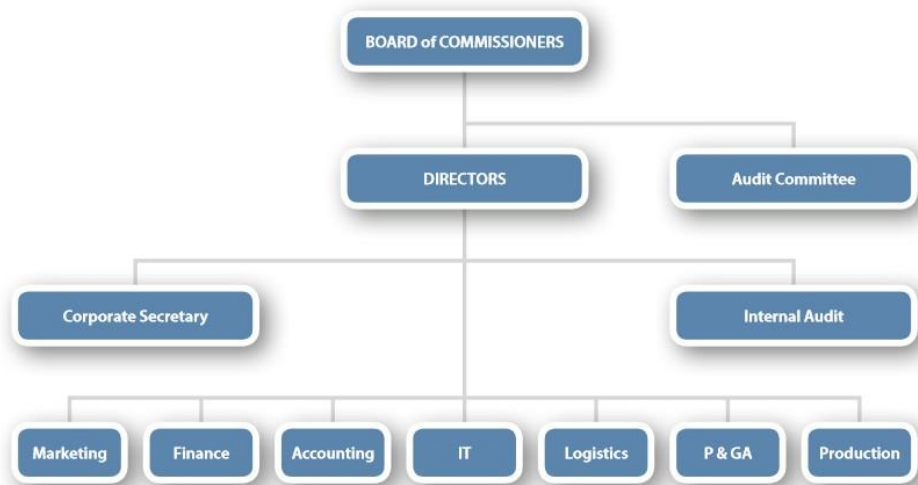 BOARD of COMMISSIONERS
DIRECTORS
Audit Committee
Corporate Secretary
Internal Audit
Marketing
Finance
Accounting
IT
Logistics
P & GA
Production